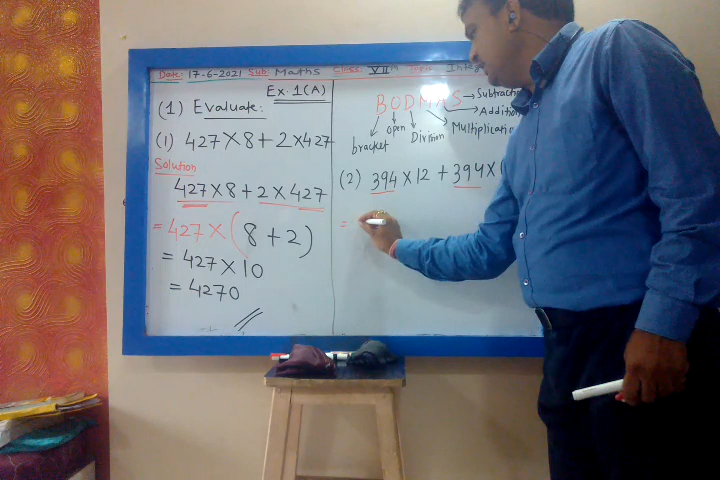 Date: 17-6-2021 Sub: Maths Class: VII
Ex. 1(A)
(1) Evaluate:
(1) 427×8+2×427
Solution
427×8+2×427
= 427×(8+2)
= 427×10
= 4270
BODMAS
Subtraction
Addition
Multiplication
Division
open
bracket
(2) 394×12+394×
=